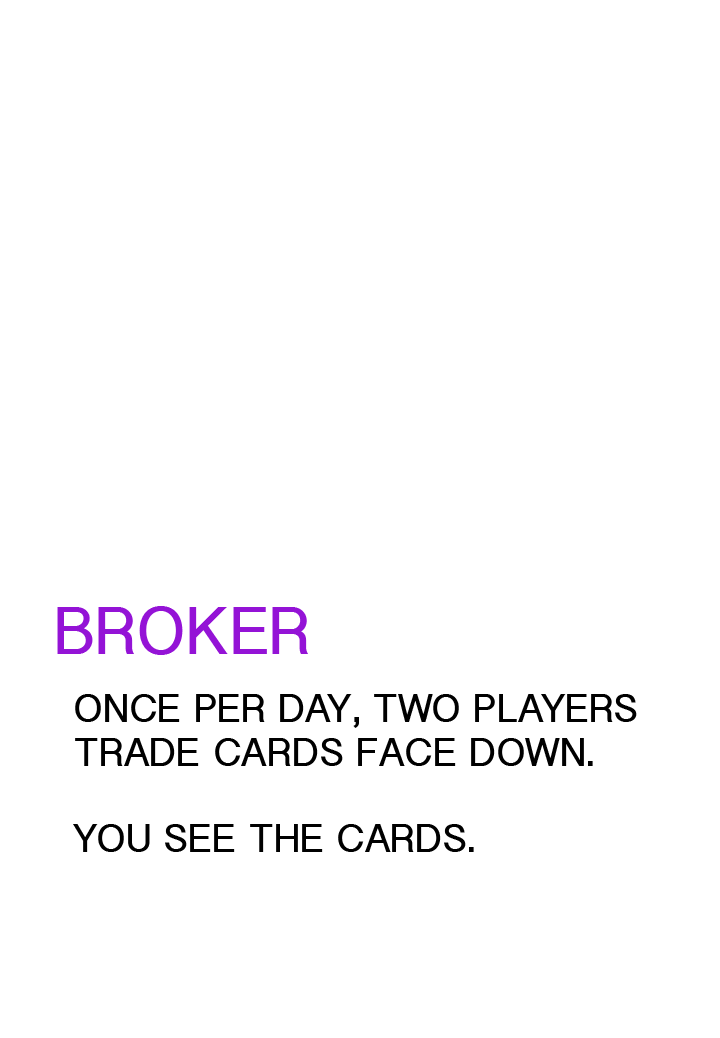 BROKER
ONCE PER DAY, TWO PLAYERS
TRADE CARDS FACE DOWN.
YOU SEE THE CARDS.